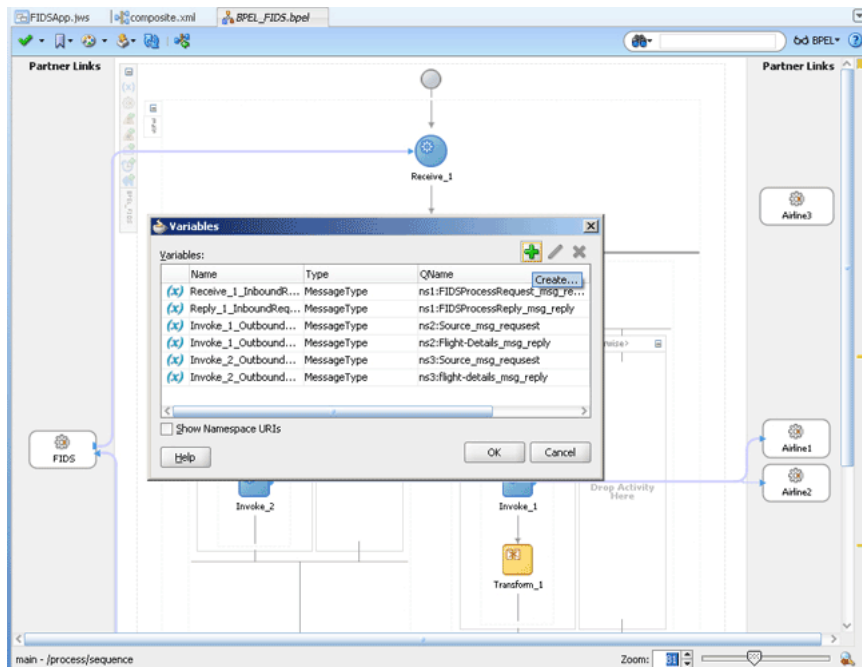 FIDSApp.jws
composite.xml
BPEL_FIDS.bpel
BPEL
Partner Links
Partner Links
Receive_1
Airline3
Variables
Variables:
Create...
Name Type QName
(x) Receive_1_InboundR... MessageType ns1:FIDSProcessRequest_msg_re...
(x) Reply_1_InboundReq... MessageType ns1:FIDSProcessReply_msg_reply
(x) Invoke_1_Outbound... MessageType ns2:Source_msg_requsest
(x) Invoke_1_Outbound... MessageType ns2:Flight-Details_msg_reply
(x) Invoke_2_Outbound... MessageType ns3:Source_msg_requsest
(x) Invoke_2_Outbound... MessageType ns3:flight-details_msg_reply
Show Namespace URIs
Help
OK
Cancel
rwise>
FIDS
Airline1
Airline2
Drop Activity
Here
Invoke_2
Invoke_1
Transform_1
main - /process/sequence
Zoom: 81